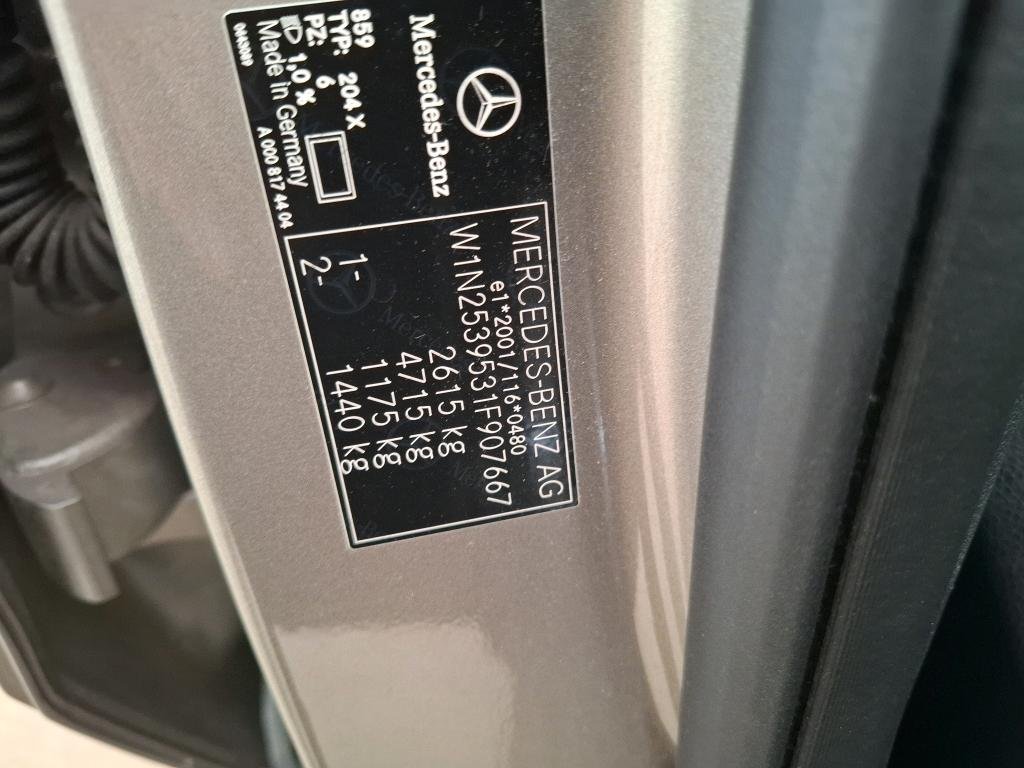 Mercedes-Benz
859
TYP: 204 X
PZ: 6
1,0 %
Made in Germany
A 000 817 44 04
MERCEDES-BENZ AG
e1*2001/116*0480
W1N2539531F907667
2615 kg
4715 kg
1- 1175 kg
2- 1440 kg